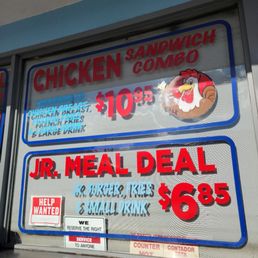 CHICKEN SANDWICH
COMBO
CHICKEN BREAST,
FRENCH FRIES
& LARGE DRINK
$10.85
JR. MEAL DEAL
JR. BURGER, FRIES
& SMALL DRINK
$6.85
HELP
WANTED
WE
RESERVE THE RIGHT
SERVICE
TO ANYONE
COUNTER
CONTADOR